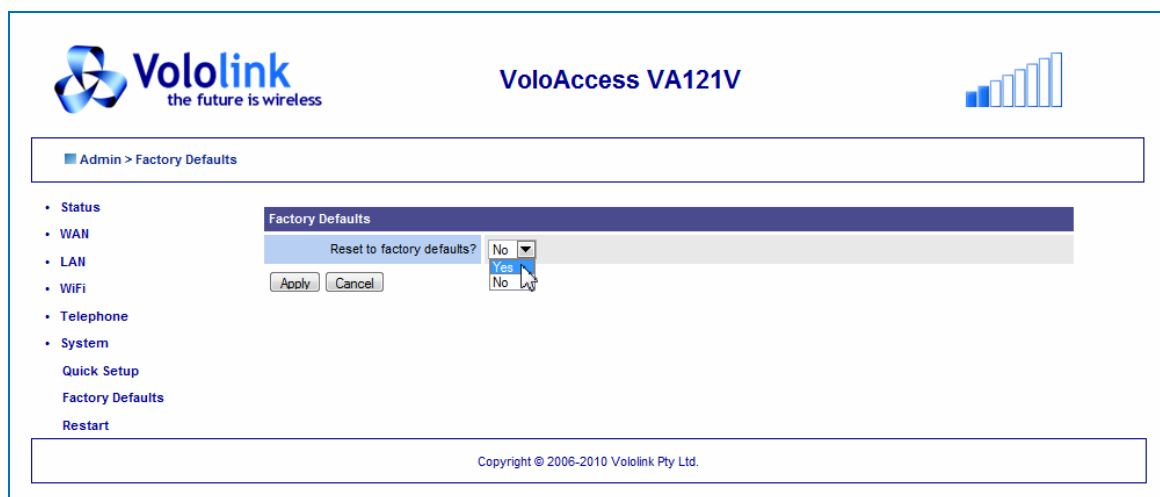 Vololink
the future is wireless
VoloAccess VA121V
Admin > Factory Defaults
• Status
• WAN
• LAN
• WiFi
• Telephone
• System
Quick Setup
Factory Defaults
Restart
Factory Defaults
Reset to factory defaults? No
Yes
No
Apply Cancel
Copyright © 2006-2010 Vololink Pty Ltd.